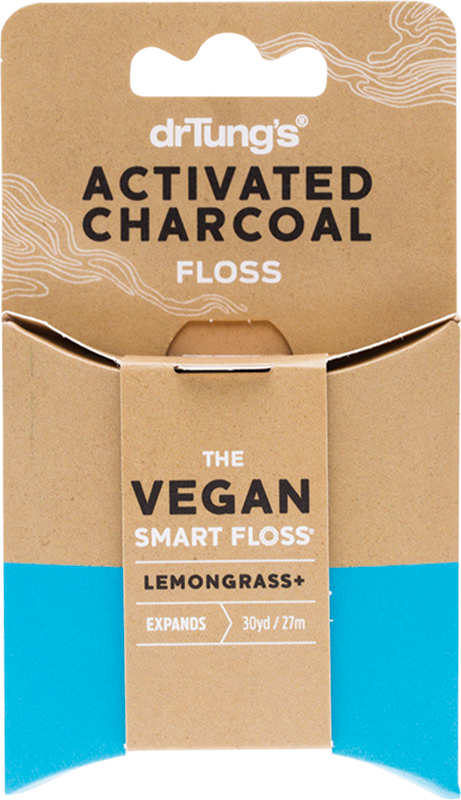 drTung's®
ACTIVATED
CHARCOAL
FLOSS
THE
VEGAN
SMART FLOSS®
LEMONGRASS+
EXPANDS 30yd / 27m